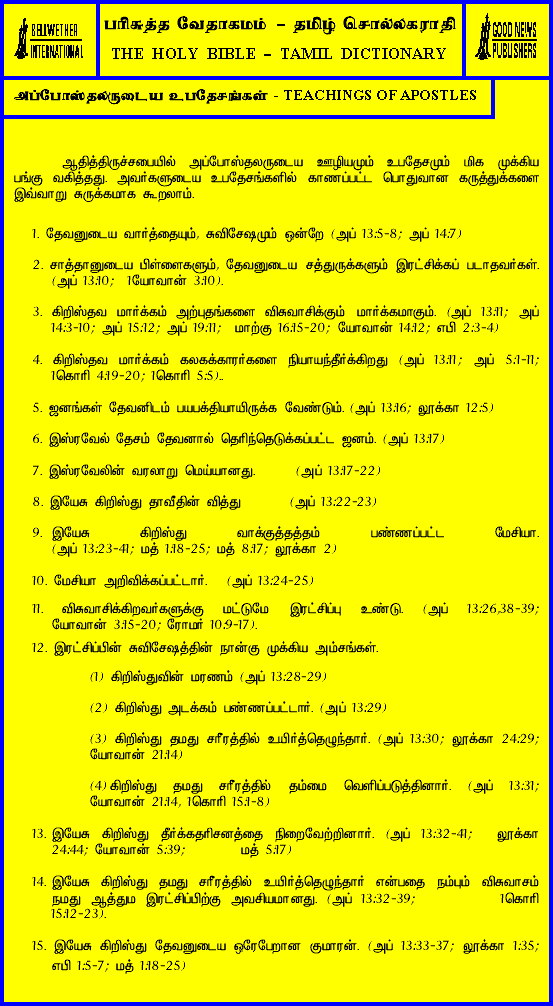 BELLWETHER
INTERNATIONAL
பரிசுத்த வேதாகமம் – தமிழ் சொல்லகராதி
THE HOLY BIBLE – TAMIL DICTIONARY
GOOD NEWS
PUBLISHERS
அப்போஸ்தலருடைய உபதேசங்கள் - TEACHINGS OF APOSTLES
ஆதித்திருச்சபையில் அப்போஸ்தலருடைய ஊழியமும் உபதேசமும் மிக முக்கிய
பங்கு வகித்தது. அவர்களுடைய உபதேசங்களில் காணப்பட்ட பொதுவான கருத்துக்களை
இவ்வாறு சுருக்கமாக கூறலாம்.
1. தேவனுடைய வார்த்தையும், சுவிசேஷமும் ஒன்றே (அப் 13:5-8; அப் 14:7)
2. சாத்தானுடைய பிள்ளைகளும், தேவனுடைய சத்துருக்களும் இரட்சிக்கப் படாதவர்கள்.
(அப் 13:10; 1யோவான் 3:10).
3. கிறிஸ்தவ மார்க்கம் அற்புதங்களை விசுவாசிக்கும் மார்க்கமாகும். (அப் 13:11; அப்
14:3-10; அப் 15:12; அப் 19:11; மாற்கு 16:15-20; யோவான் 14:12; எபி 2:3-4)
4. கிறிஸ்தவ மார்க்கம் கலகக்காரர்களை நியாயந்தீர்க்கிறது (அப் 13:11; அப் 5:1-11;
1கொரி 4:19-20; 1கொரி 5:5)..
5. ஜனங்கள் தேவனிடம் பயபக்தியாயிருக்க வேண்டும். (அப் 13:16; லூக்கா 12:5)
6. இஸ்ரவேல் தேசம் தேவனால் தெரிந்தெடுக்கப்பட்ட ஜனம். (அப் 13:17)
7. இஸ்ரவேலின் வரலாறு மெய்யானது. (அப் 13:17-22)
8. இயேசு கிறிஸ்து தாவீதின் வித்து (அப் 13:22-23)
9. இயேசு கிறிஸ்து வாக்குத்தத்தம் பண்ணப்பட்ட மேசியா.
(அப் 13:23-41; மத் 1:18-25; மத் 8:17; லூக்கா 2)
10. மேசியா அறிவிக்கப்பட்டார். (அப் 13:24-25)
11. விசுவாசிக்கிறவர்களுக்கு மட்டுமே இரட்சிப்பு உண்டு. (அப் 13:26,38-39;
யோவான் 3:15-20; ரோமர் 10:9-17).
12. இரட்சிப்பின் சுவிசேஷத்தின் நான்கு முக்கிய அம்சங்கள்.
(1) கிறிஸ்துவின் மரணம் (அப் 13:28-29)
(2) கிறிஸ்து அடக்கம் பண்ணப்பட்டார். (அப் 13:29)
(3) கிறிஸ்து தமது சரீரத்தில் உயிர்த்தெழுந்தார். (அப் 13:30; லூக்கா 24:29;
யோவான் 21:14)
(4) கிறிஸ்து தமது சரீரத்தில் தம்மை வெளிப்படுத்தினார். (அப் 13:31;
யோவான் 21:14, 1கொரி 15:1-8)
13. இயேசு கிறிஸ்து தீர்க்கதரிசனத்தை நிறைவேற்றினார். (அப் 13:32-41; லூக்கா
24:44; யோவான் 5:39; மத் 5:17)
14. இயேசு கிறிஸ்து தமது சரீரத்தில் உயிர்த்தெழுந்தார் என்பதை நம்பும் விசுவாசம்
நமது ஆத்தும இரட்சிப்பிற்கு அவசியமானது. (அப் 13:32-39; 1கொரி
15:12-23).
15. இயேசு கிறிஸ்து தேவனுடைய ஒரேபேறான குமாரன். (அப் 13:33-37; லூக்கா 1:35;
எபி 1:5-7; மத் 1:18-25)